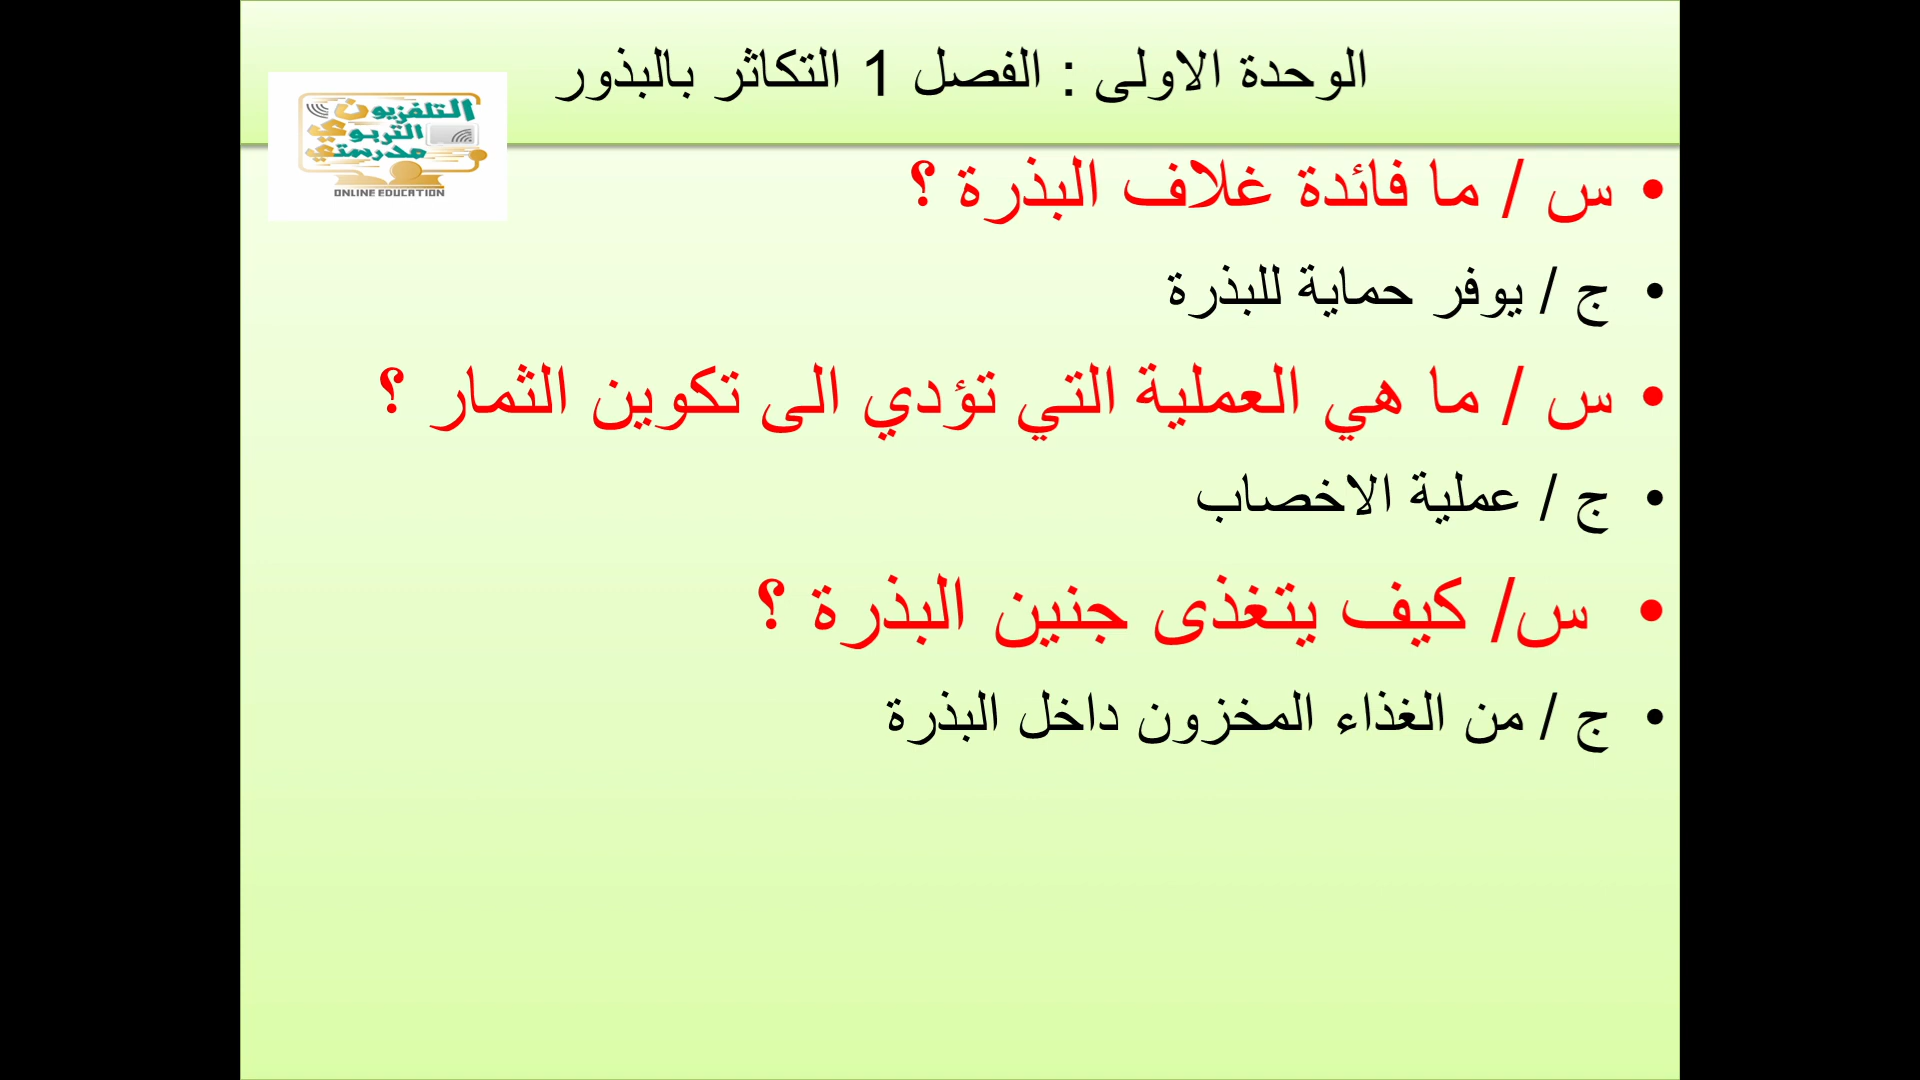 الوحدة الاولى : الفصل 1 التكاثر بالبذور
التلفزيون
التربوي
مدرستي
ONLINE EDUCATION
• س / ما فائدة غلاف البذرة ؟
• ج / يوفر حماية للبذرة
• س / ما هي العملية التي تؤدي الى تكوين الثمار ؟
• ج / عملية الاخصاب
• س/ كيف يتغذى جنين البذرة ؟
• ج / من الغذاء المخزون داخل البذرة